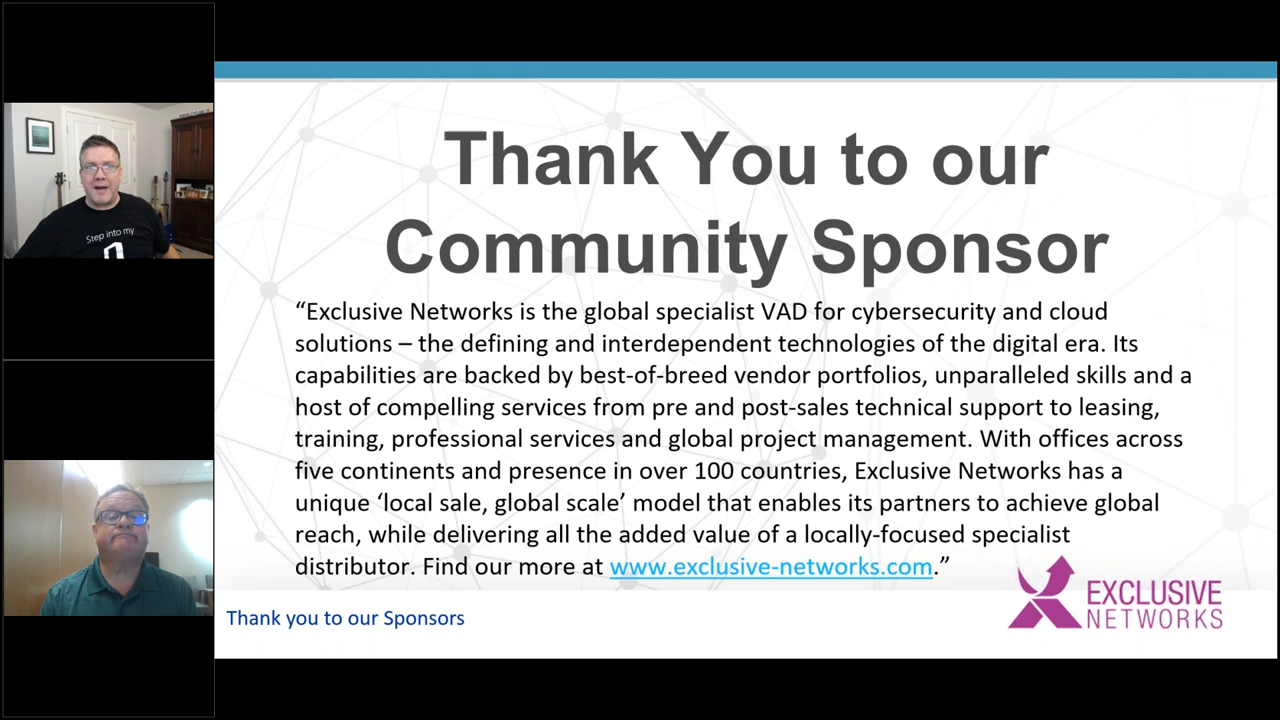 Step into my
Thank You to our
Community Sponsor
“Exclusive Networks is the global specialist VAD for cybersecurity and cloud
solutions – the defining and interdependent technologies of the digital era. Its
capabilities are backed by best-of-breed vendor portfolios, unparalleled skills and a
host of compelling services from pre and post-sales technical support to leasing,
training, professional services and global project management. With offices across
five continents and presence in over 100 countries, Exclusive Networks has a
unique ‘local sale, global scale’ model that enables its partners to achieve global
reach, while delivering all the added value of a locally-focused specialist
distributor. Find our more at www.exclusive-networks.com.”
EXCLUSIVE
NETWORKS
Thank you to our Sponsors